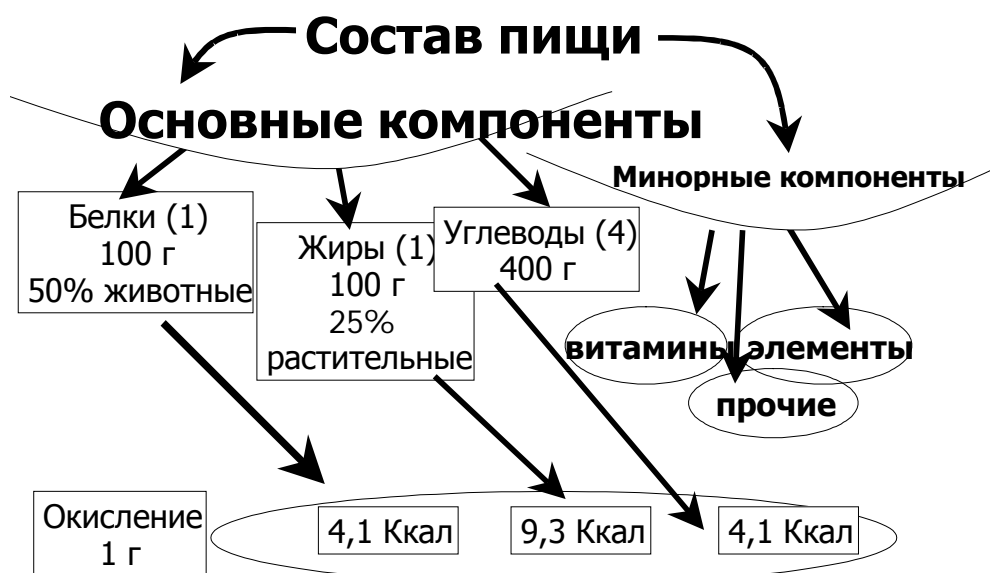 Состав пищи
Основные компоненты
Минорные компоненты
Белки (1)
100 г
50% животные
Жиры (1)
100 г
25%
растительные
Углеводы (4)
400 г
витамины
элементы
прочие
Окисление
1 г
4,1 Ккал
9,3 Ккал
4,1 Ккал